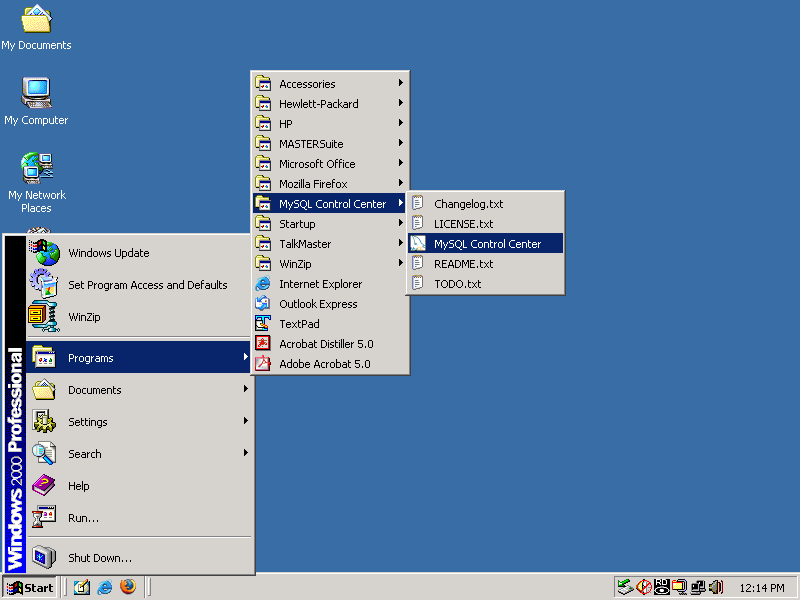 My Documents
My Computer
My Network
Places
Accessories
Hewlett-Packard
HP
MASTERSuite
Microsoft Office
Mozilla Firefox
MySQL Control Center
Startup
TalkMaster
WinZip
Internet Explorer
Outlook Express
TextPad
Acrobat Distiller 5.0
Adobe Acrobat 5.0
Changelog.txt
LICENSE.txt
MySQL Control Center
README.txt
TODO.txt
Windows Update
Set Program Access and Defaults
WinZip
Programs
Documents
Settings
Search
Help
Run...
Shut Down...
Windows 2000 Professional
Start
12:14 PM